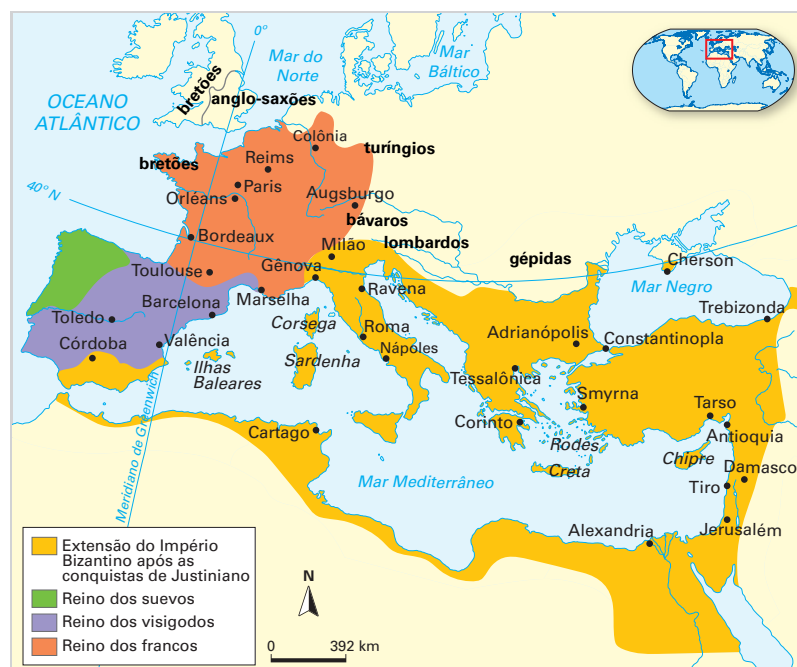 0°
Mar do
Norte
Mar
Báltico
OCEANO
ATLÂNTICO
bretões
anglo-saxões
Colônia
turíngios
bretões
Reims
Paris
Orléans
Augsburgo
40° N
bávaros
Bordeaux
Milão
lombardos
gépidas
Cherson
Toulouse
Gênova
Mar Negro
Marselha
Ravena
Trebizonda
Barcelona
Corsega
Toledo
Roma
Adrianópolis
Constantinopla
Córdoba
Valência
Nápoles
Ilhas
Baleares
Sardenha
Tessalônica
Smyrna
Tarso
Cartago
Corinto
Rodes
Antioquia
Chipre
Creta
Damasco
Mar Mediterrâneo
Tiro
Meridiano de Greenwich
Alexandria
Jerusalém
Extensão do Império
Bizantino após as
conquistas de Justiniano
Reino dos suevos
Reino dos visigodos
Reino dos francos
N
0 392 km